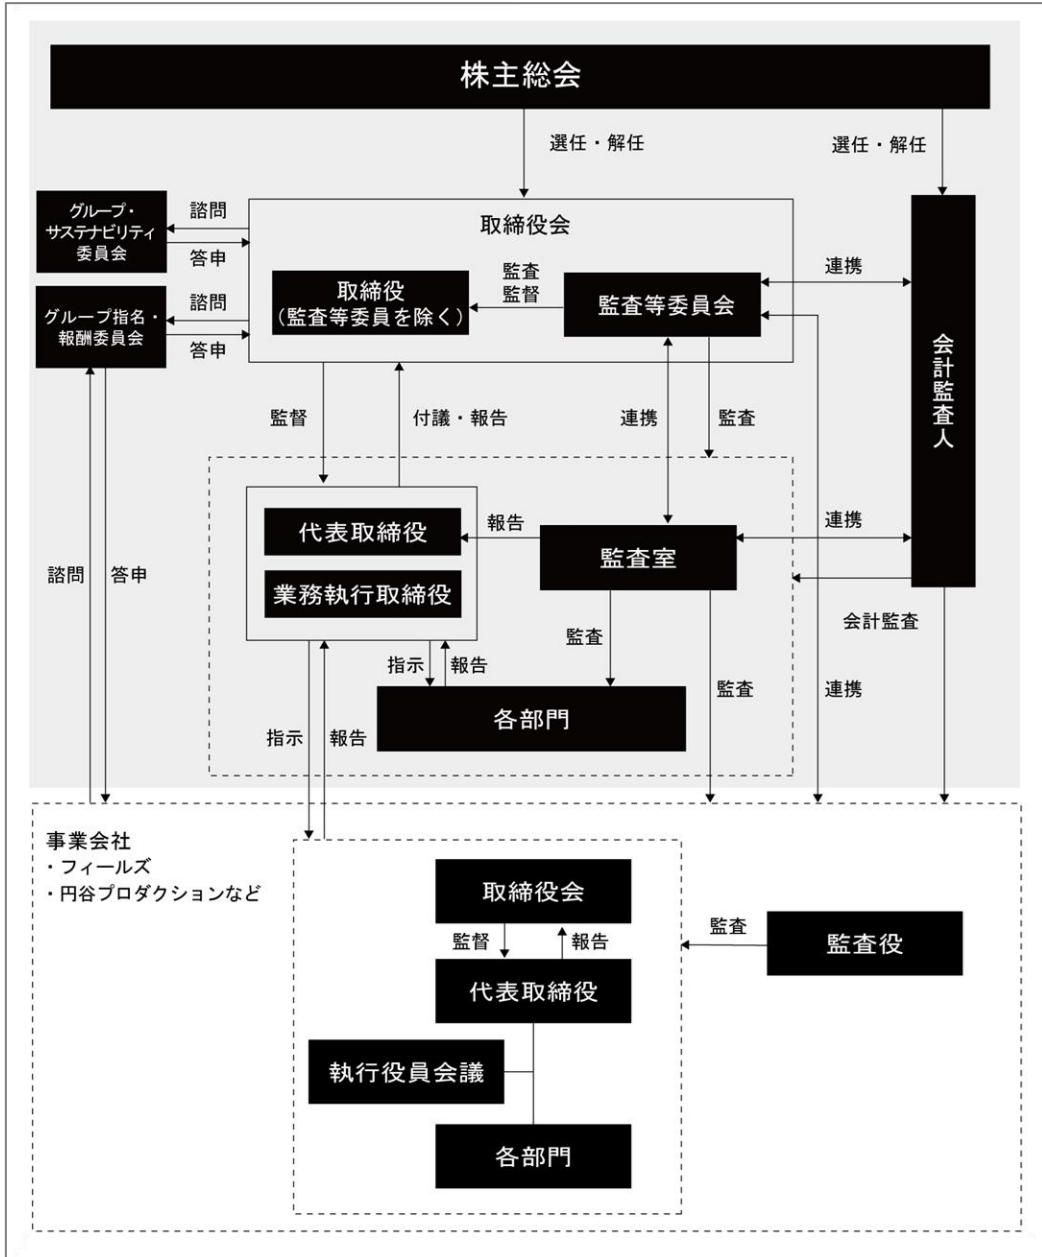 株主総会
選任・解任
選任・解任
グループ・
サステナビリティ
委員会
諮問
答申
取締役会
取締役
（監査等委員を除く）
監査
監督
監査等委員会
連携
グループ指名・
報酬委員会
諮問
答申
会計監査人
監督
付議・報告
連携
監査
代表取締役
業務執行取締役
報告
監査室
連携
諮問
答申
会計監査
監査
指示
報告
各部門
監査
連携
指示
報告
事業会社
・フィールズ
・円谷プロダクションなど
取締役会
監督
報告
代表取締役
執行役員会議
各部門
監査
監査役